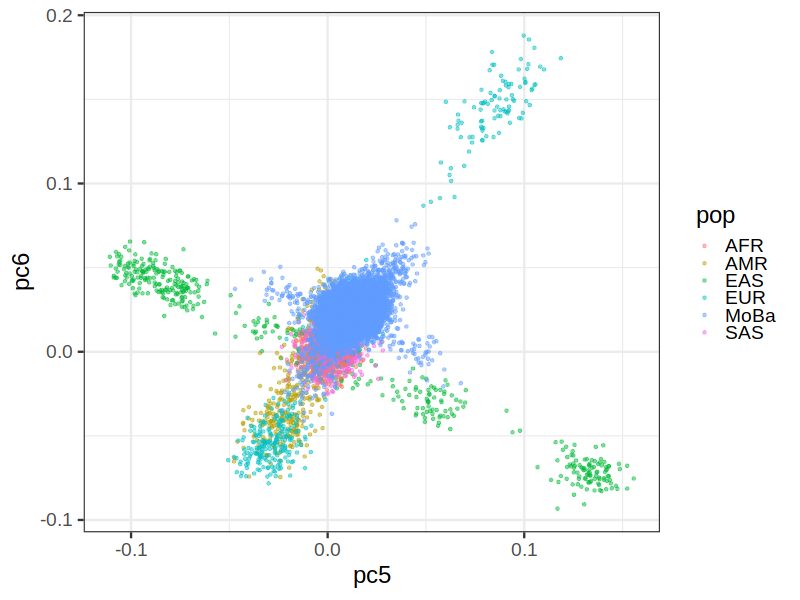 0.2
0.1
0.0
-0.1
pc6
-0.1
0.0
0.1
pc5
pop
AFR
AMR
EAS
EUR
MoBa
SAS